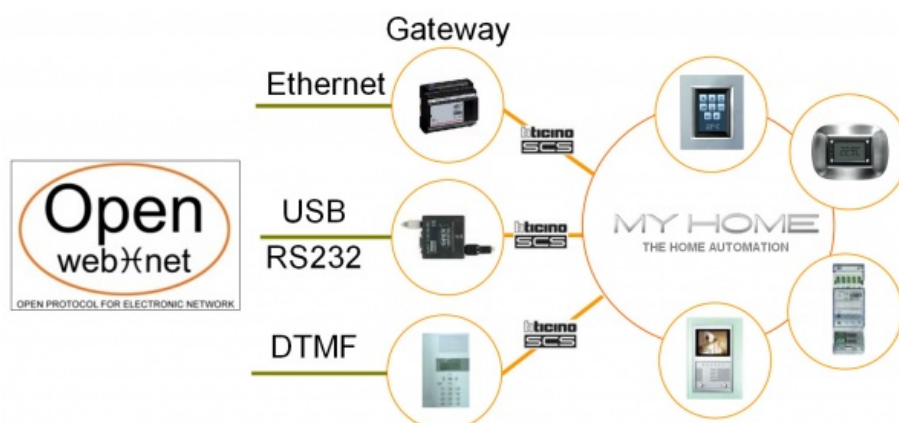 Gateway
Ethernet
bticino
SCS
Open
web net
OPEN PROTOCOL FOR ELECTRONIC NETWORK
USB
RS232
bticino
SCS
MY HOME
THE HOME AUTOMATION
DTMF
bticino
SCS